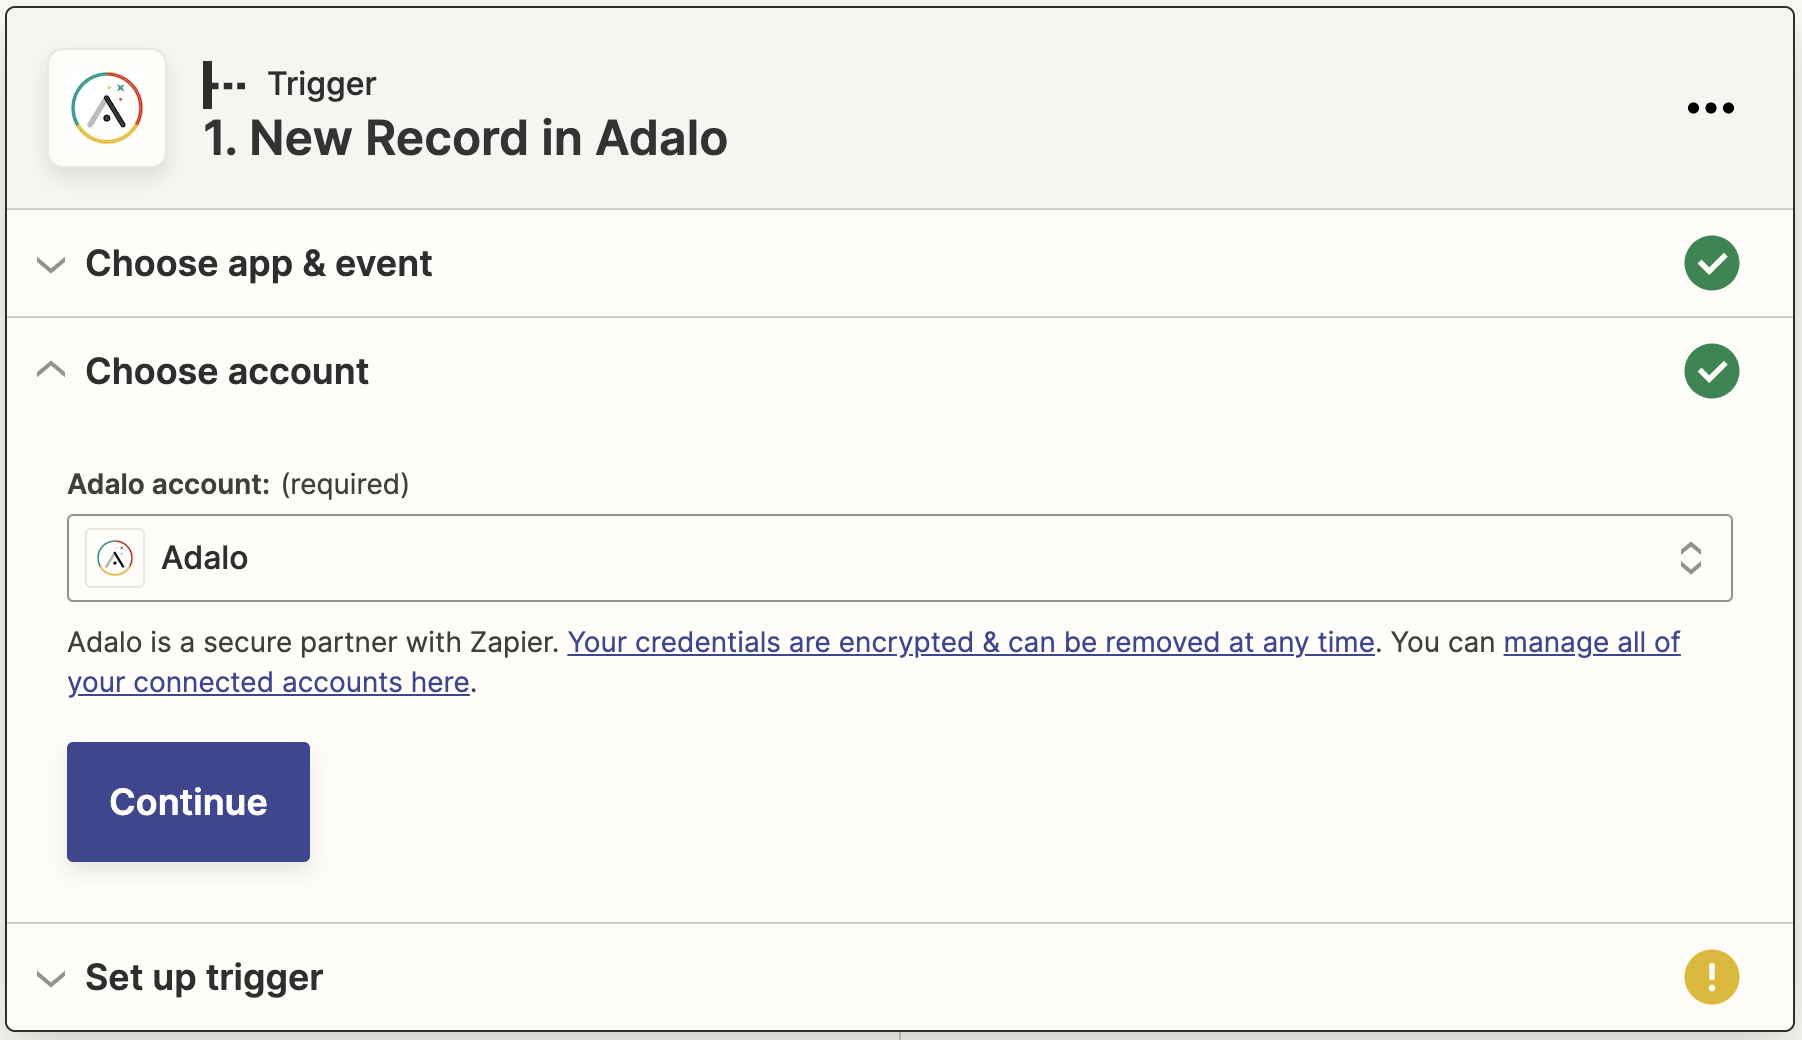 Trigger
1. New Record in Adalo
Choose app & event
Choose account
Adalo account: (required)
Adalo
Adalo is a secure partner with Zapier. Your credentials are encrypted & can be removed at any time. You can manage all of
your connected accounts here.
Continue
Set up trigger